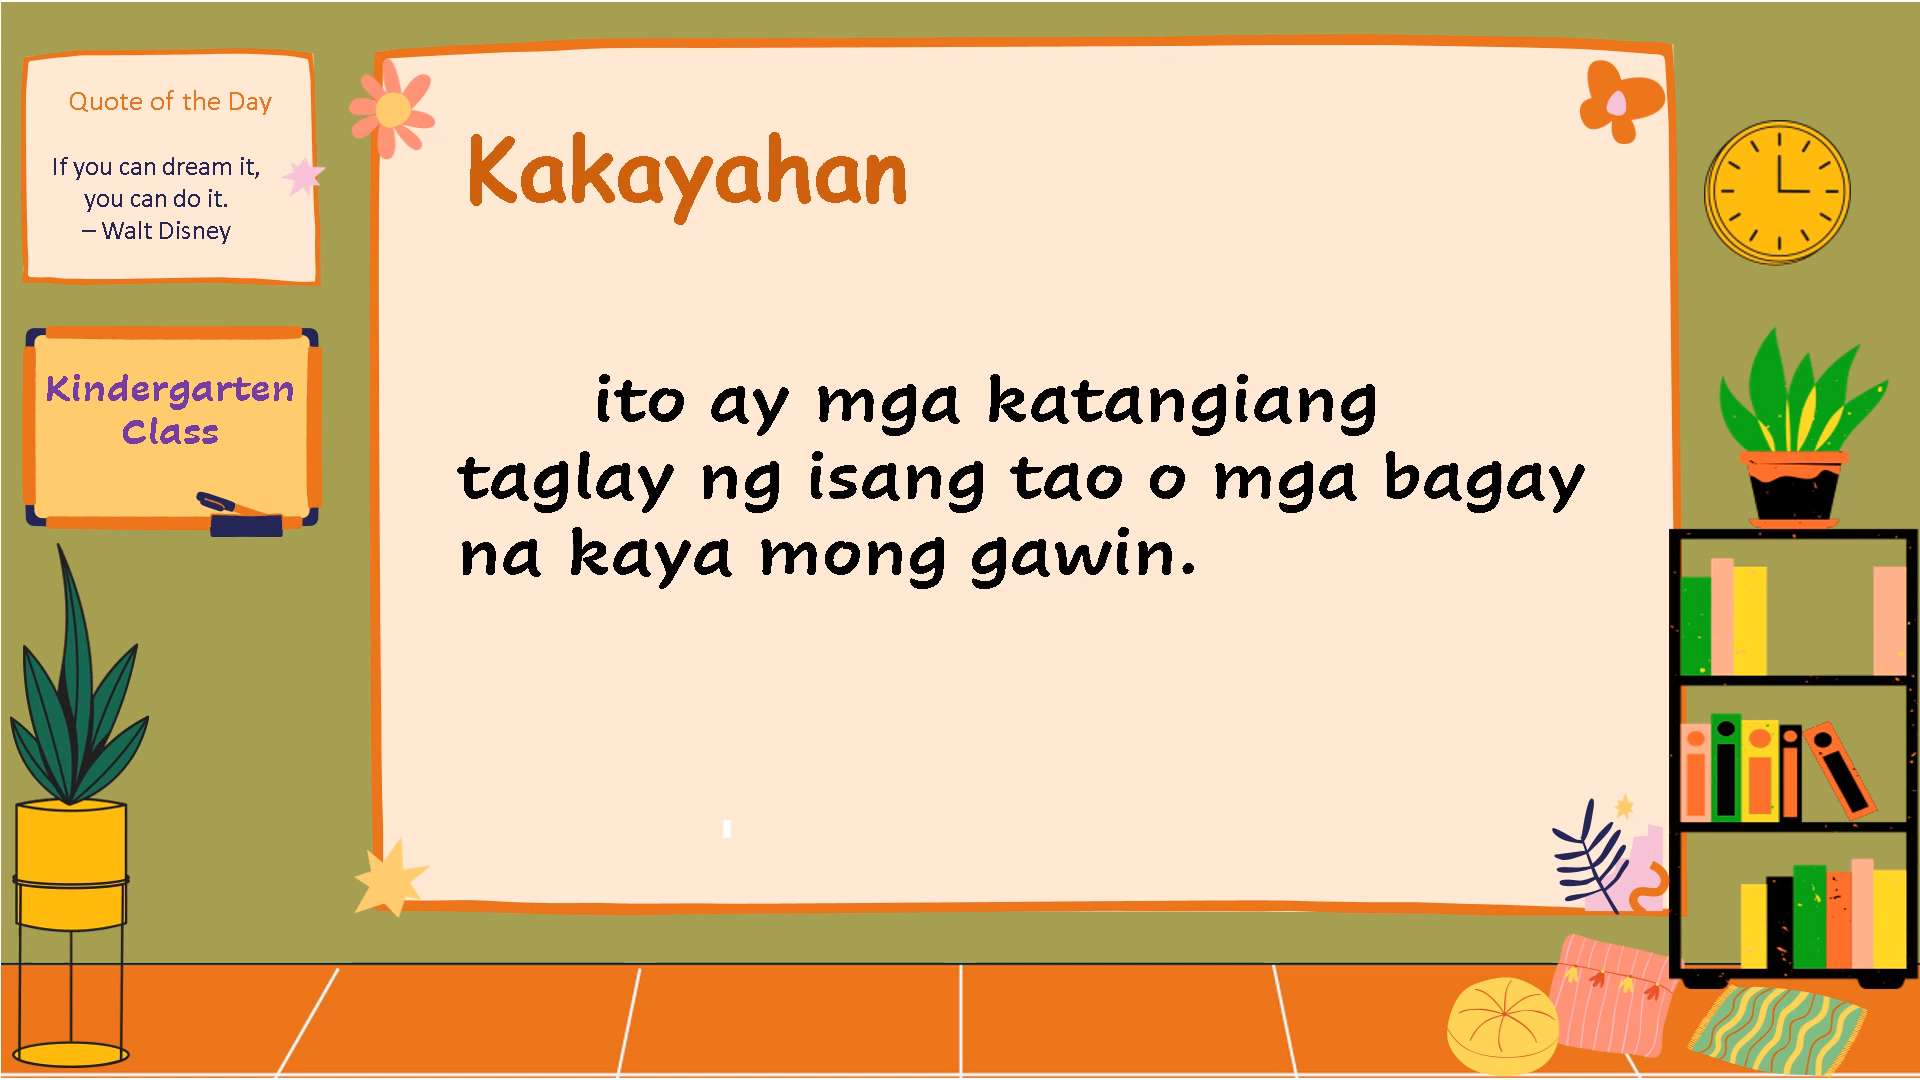 Quote of the Day
If you can dream it,
you can do it.
– Walt Disney
Kindergarten
Class
Kakayahan
ito ay mga katangiang
taglay ng isang tao o mga bagay
na kaya mong gawin.